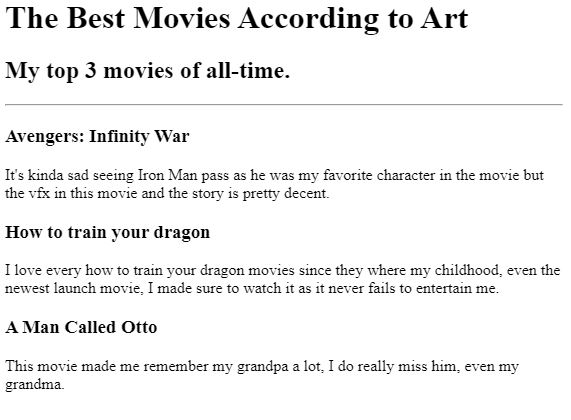 The Best Movies According to Art
My top 3 movies of all-time.
Avengers: Infinity War
It's kinda sad seeing Iron Man pass as he was my favorite character in the movie but
the vfx in this movie and the story is pretty decent.
How to train your dragon
I love every how to train your dragon movies since they where my childhood, even the
newest launch movie, I made sure to watch it as it never fails to entertain me.
A Man Called Otto
This movie made me remember my grandpa a lot, I do really miss him, even my
grandma.